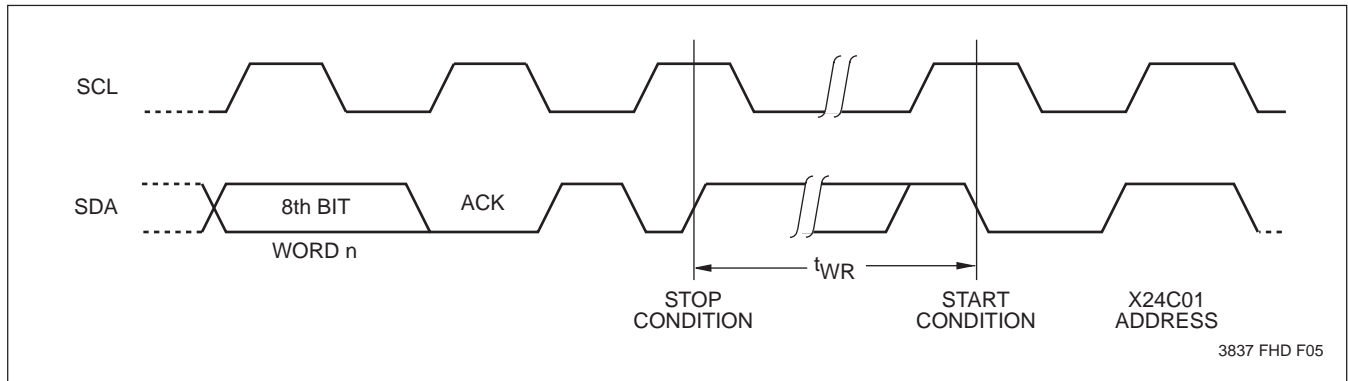 SCL
SDA
8th BIT
ACK
WORD n
tWR
STOP
CONDITION
START
CONDITION
X24C01
ADDRESS
3837 FHD F05